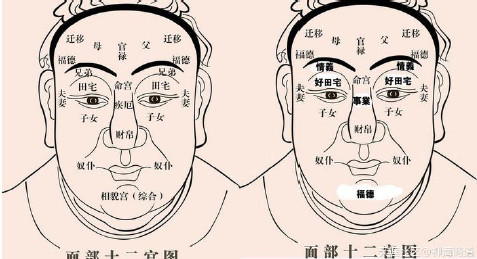 迁移 母 官禄 父 迁移
福德 福德
兄弟 兄弟
田宅 命宫 田宅
夫妻 疾厄 夫妻
子女 子女
财帛
奴仆 奴仆
相貌宫（综合）
面部十二宫图
迁移 母 官禄 父 迁移
福德 福德
情義 情義
好田宅 命宫 好田宅
夫妻 事業 夫妻
子女 子女
财帛
奴仆 奴仆
福德
面部十二宫图